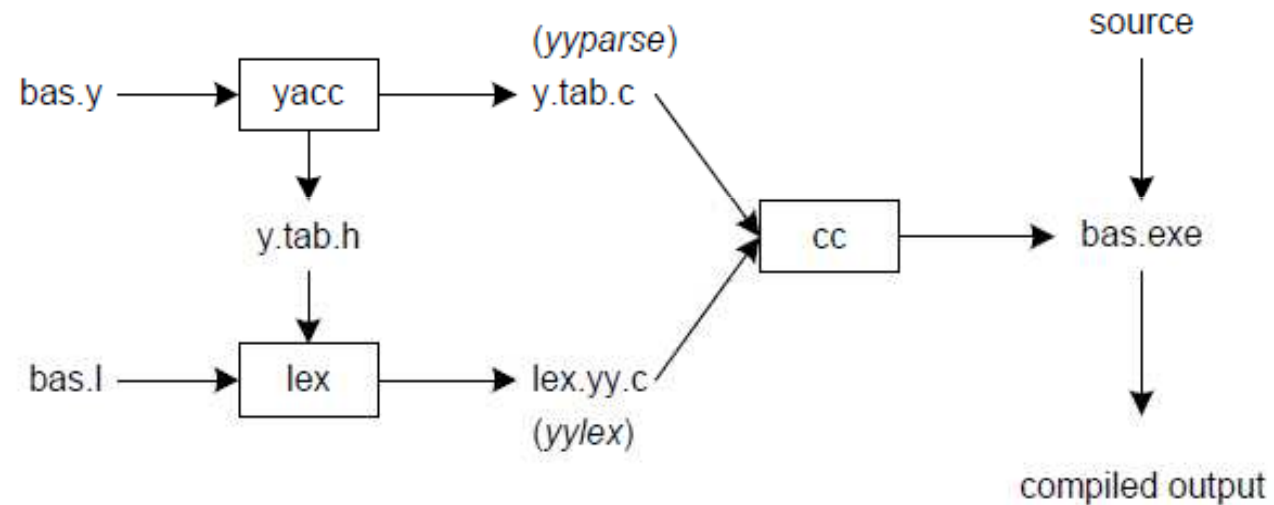 source
(yyparse)
bas.y
yacc
y.tab.c
y.tab.h
cc
bas.exe
bas.l
lex
lex.yy.c
(yylex)
compiled output